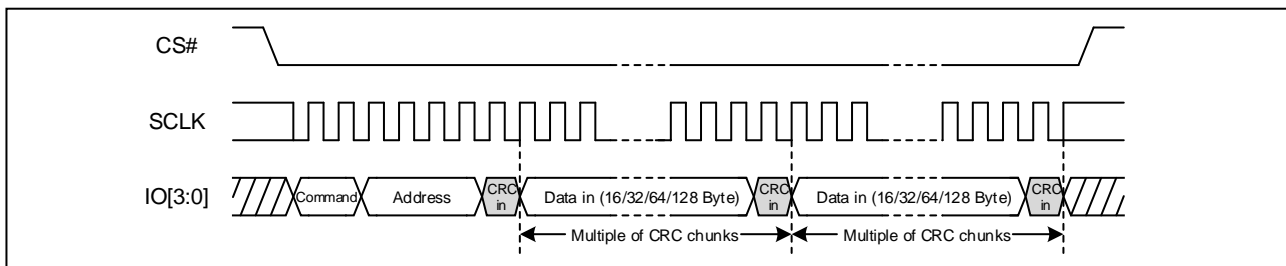 CS#
SCLK
IO[3:0]
Command
Address
CRC
in
Data in (16/32/64/128 Byte)
CRC
in
Data in (16/32/64/128 Byte)
CRC
in
Multiple of CRC chunks
Multiple of CRC chunks